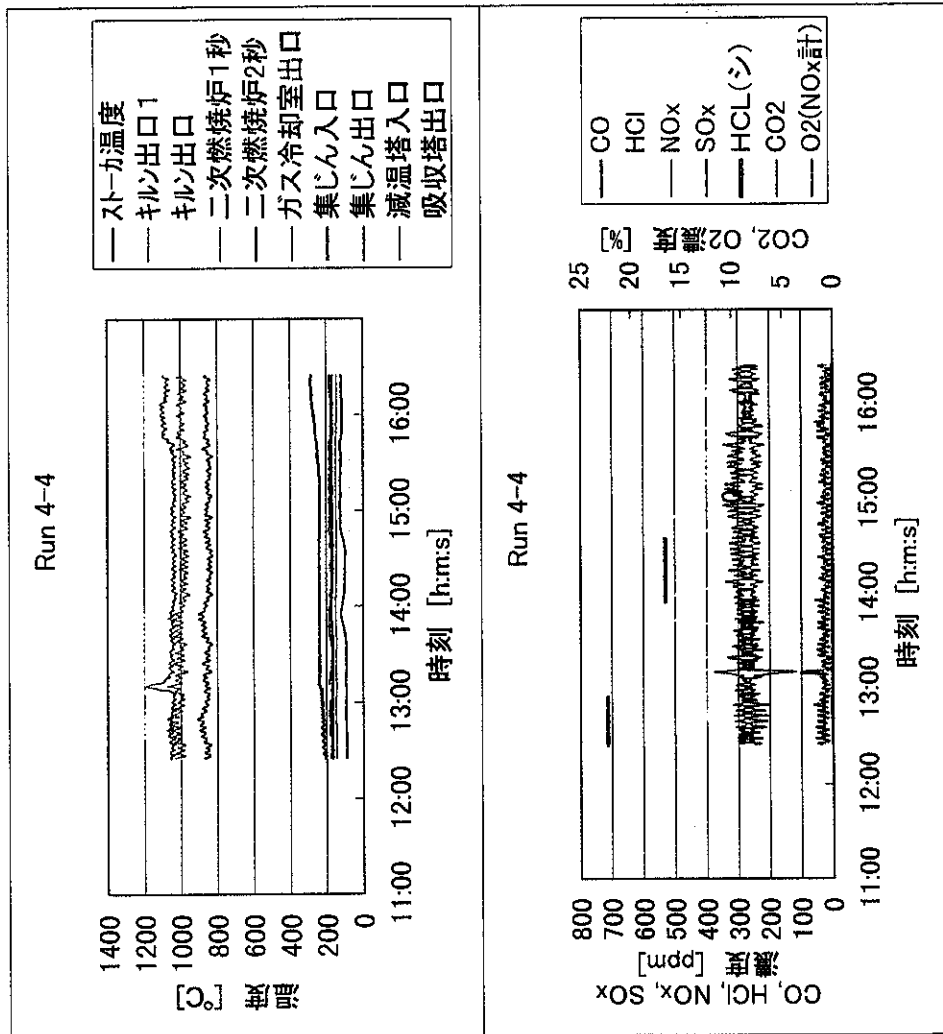 Run 4-4
温度
[°C]
1400
1200
1000
800
600
400
200
0
11:00
12:00
13:00
14:00
15:00
16:00
時刻 [h:m:s]
ストーカ温度
キルン出口1
キルン出口
二次燃焼炉1秒
二次燃焼炉2秒
ガス冷却室出口
集じん入口
集じん出口
減温塔入口
吸収塔出口
Run 4-4
CO, HCl, NOx, SOx
濃度
[ppm]
800
700
600
500
400
300
200
100
0
11:00
12:00
13:00
14:00
15:00
16:00
時刻 [h:m:s]
25
20
15
10
5
0
CO2, O2濃度 [%]
CO
HCl
NOx
SOx
HCL(シ)
CO2
O2(NOx計)